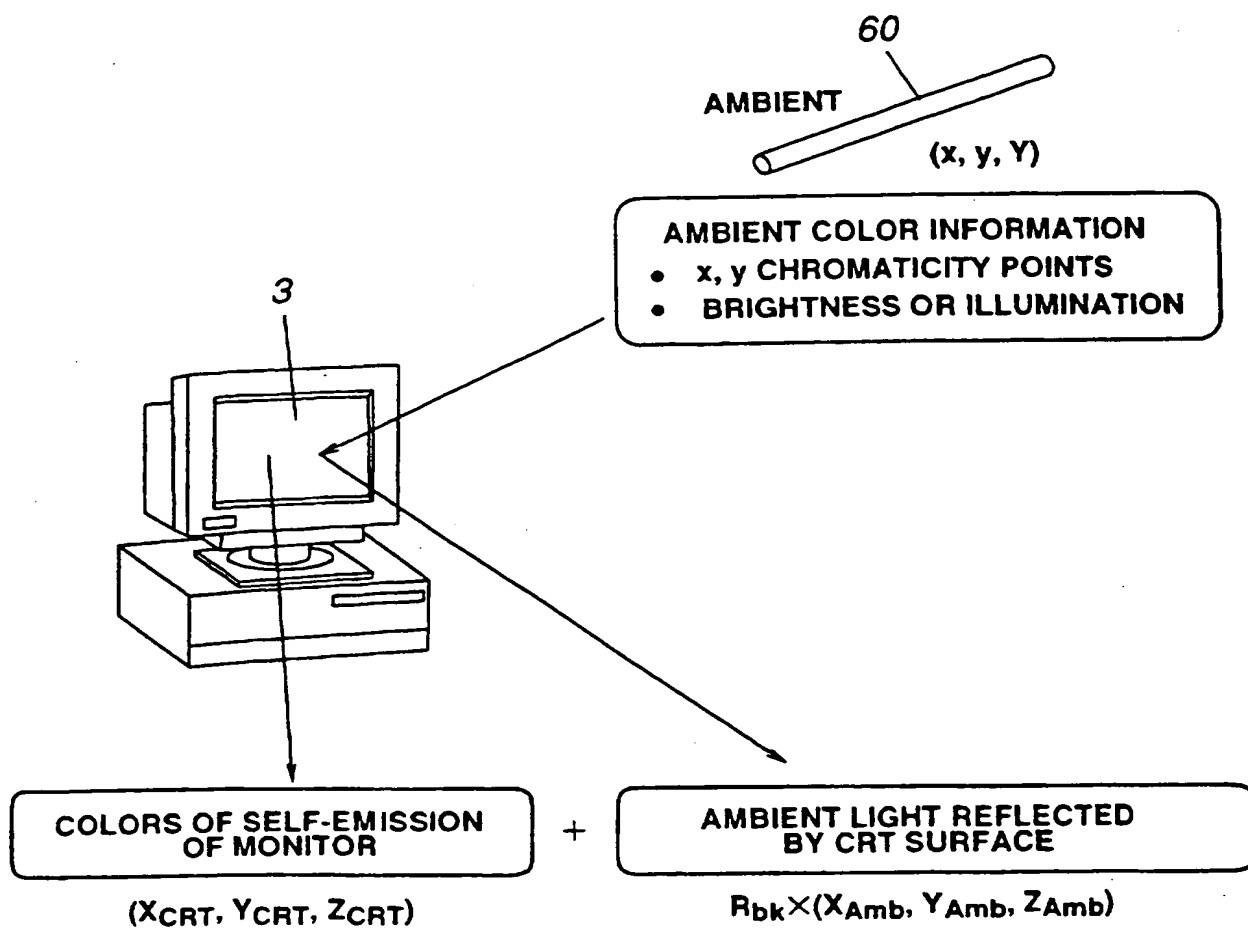 60
AMBIENT
(x, y, Y)
AMBIENT COLOR INFORMATION
• x, y CHROMATICITY POINTS
• BRIGHTNESS OR ILLUMINATION
3
COLORS OF SELF-EMISSION
OF MONITOR
+
AMBIENT LIGHT REFLECTED
BY CRT SURFACE
(XCRT, YCRT, ZCRT)
Rbk×(XAmb, YAmb, ZAmb)